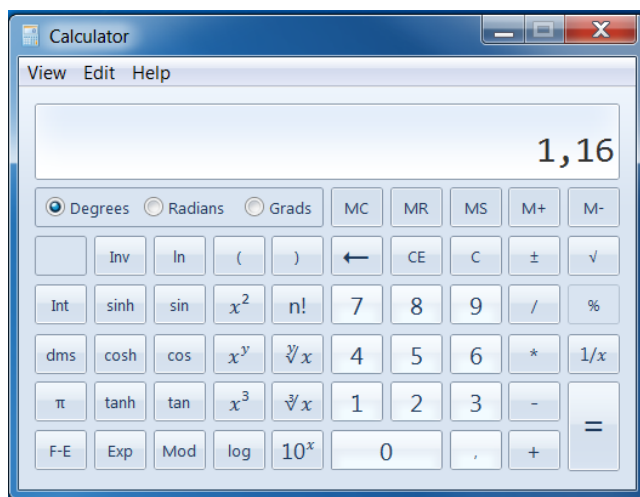 Calculator
View Edit Help
1,16
Degrees Radians Grads MC MR MS M+ M-
Inv ln ( ) ← CE C ± √
Int sinh sin x² n! 7 8 9 / %
dms cosh cos xʸ ʸ√x 4 5 6 * 1/x
π tanh tan x³ ³√x 1 2 3 - =
F-E Exp Mod log 10ˣ 0 , +